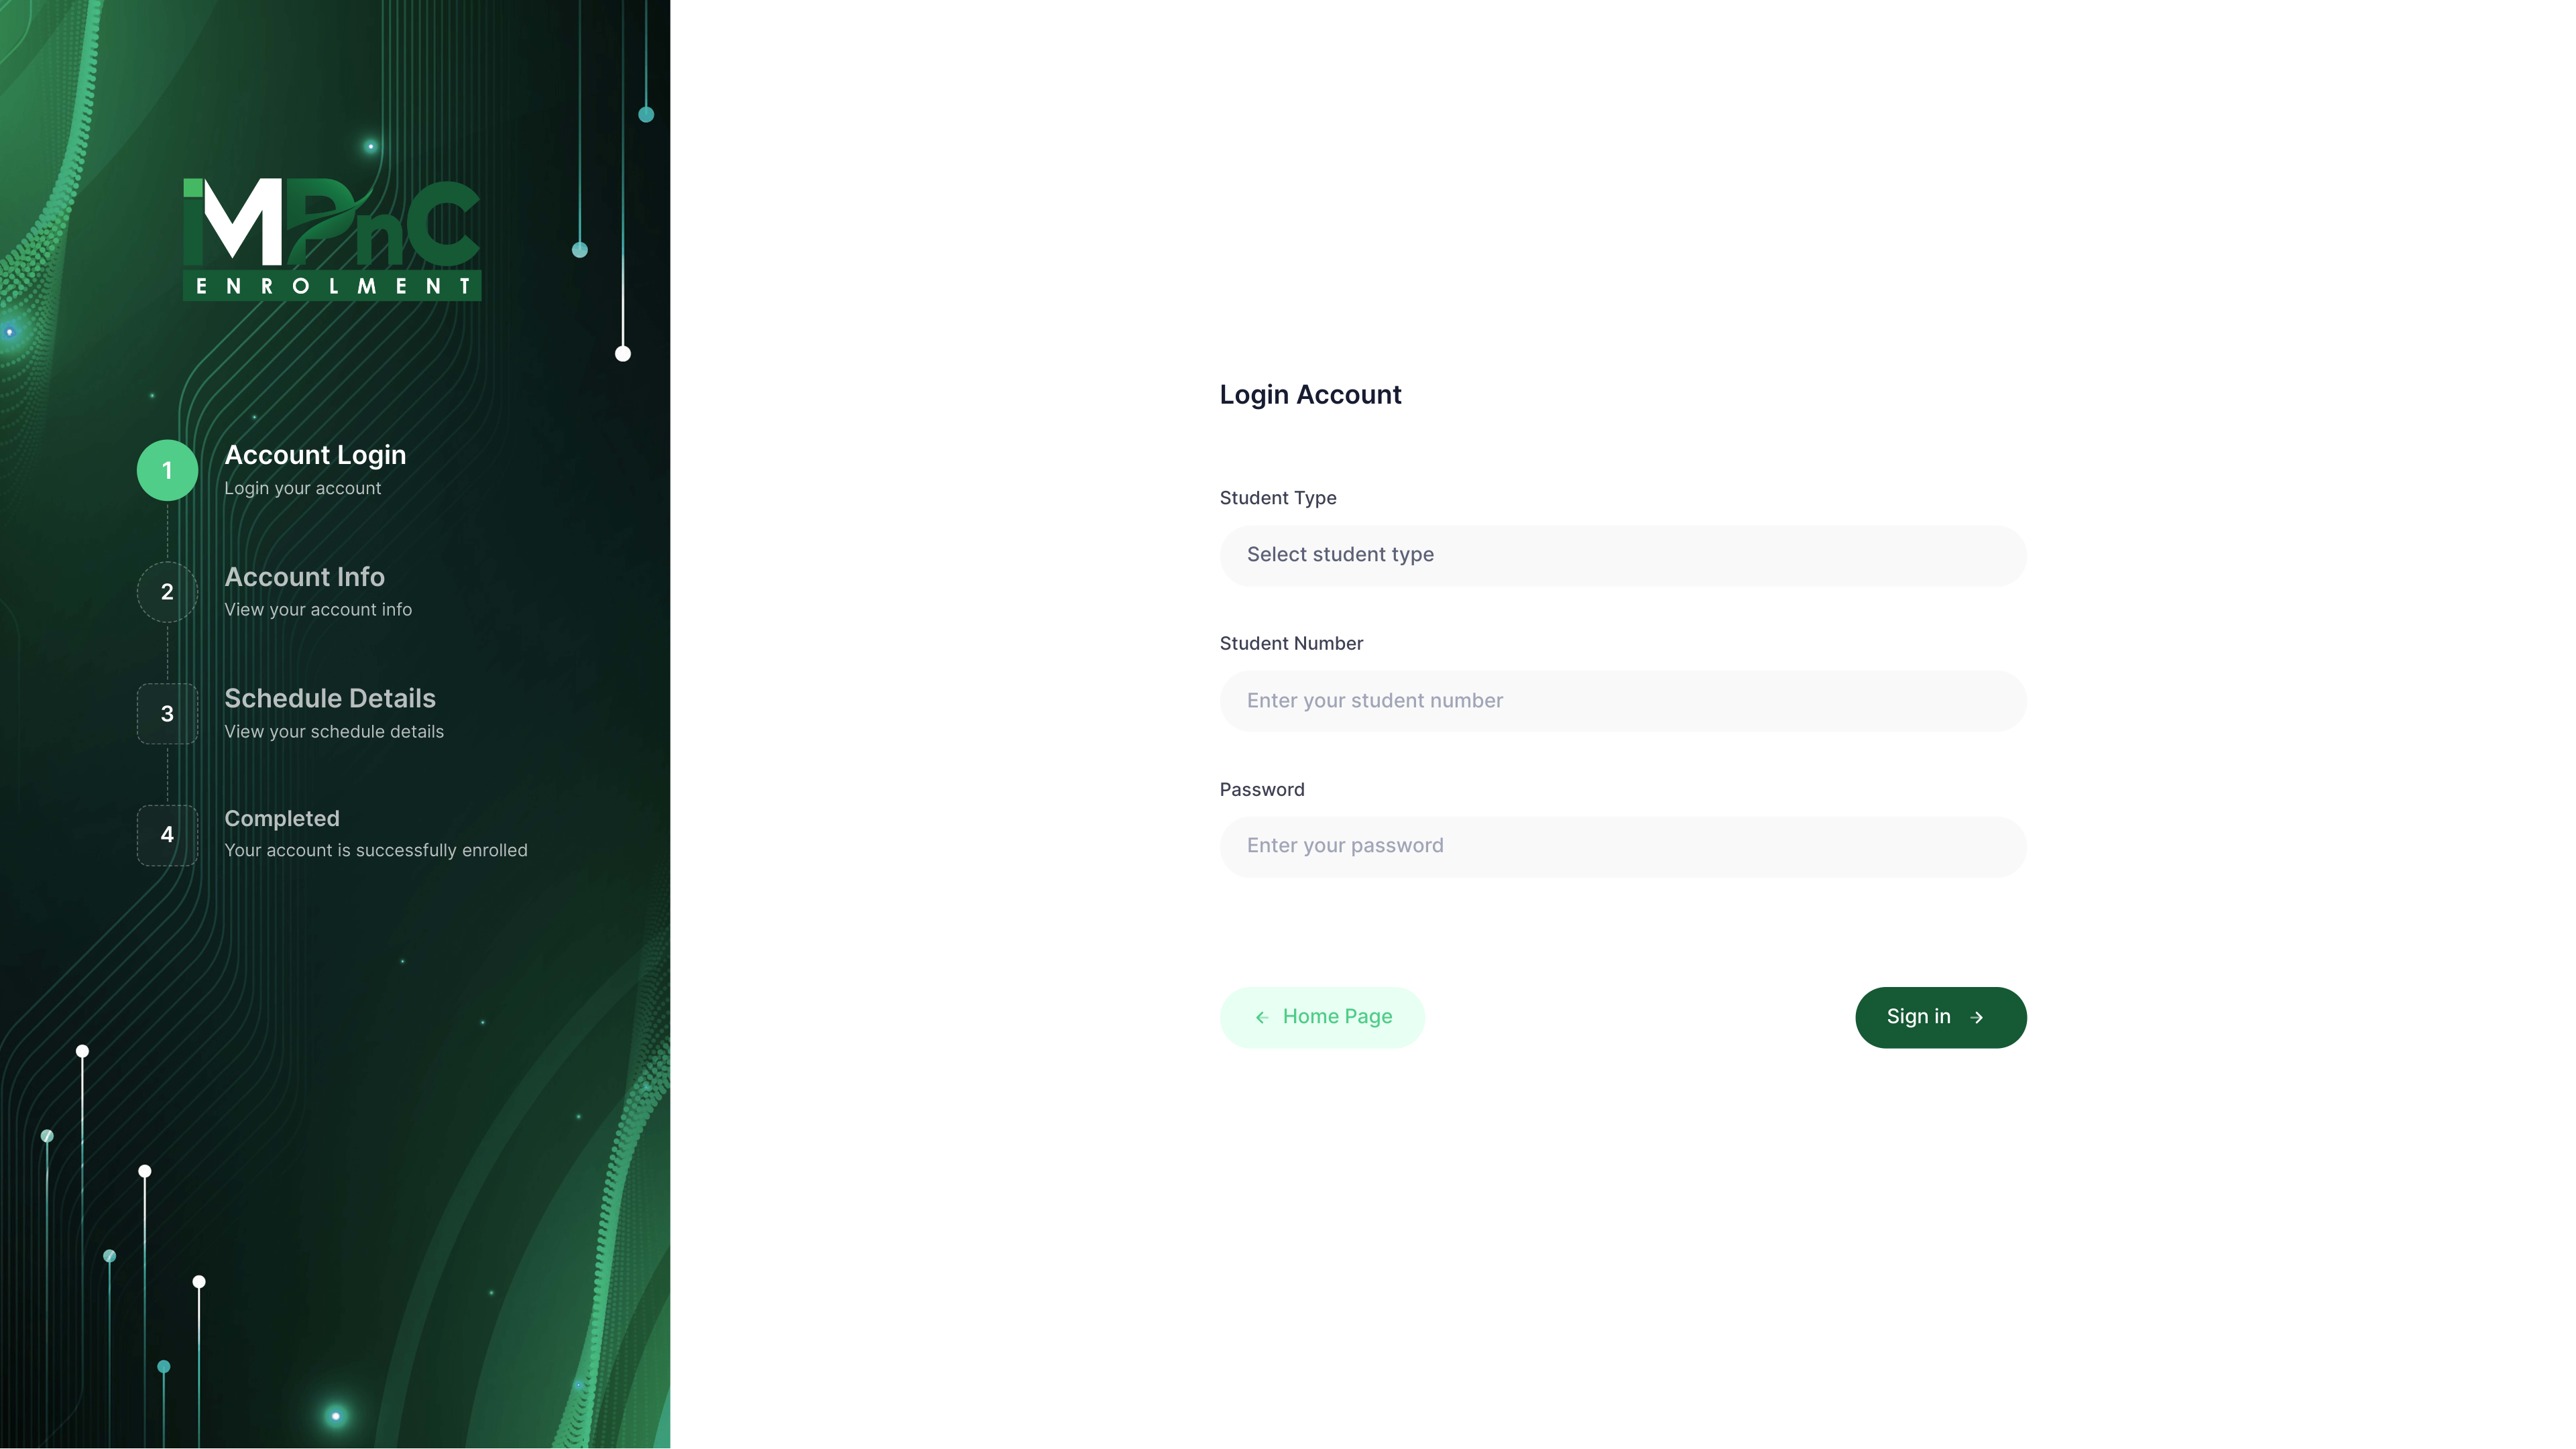 iMPnC
ENROLMENT
1
Account Login
Login your account
2
Account Info
View your account info
3
Schedule Details
View your schedule details
4
Completed
Your account is successfully enrolled
Login Account
Student Type
Select student type
Student Number
Enter your student number
Password
Enter your password
Home Page
Sign in